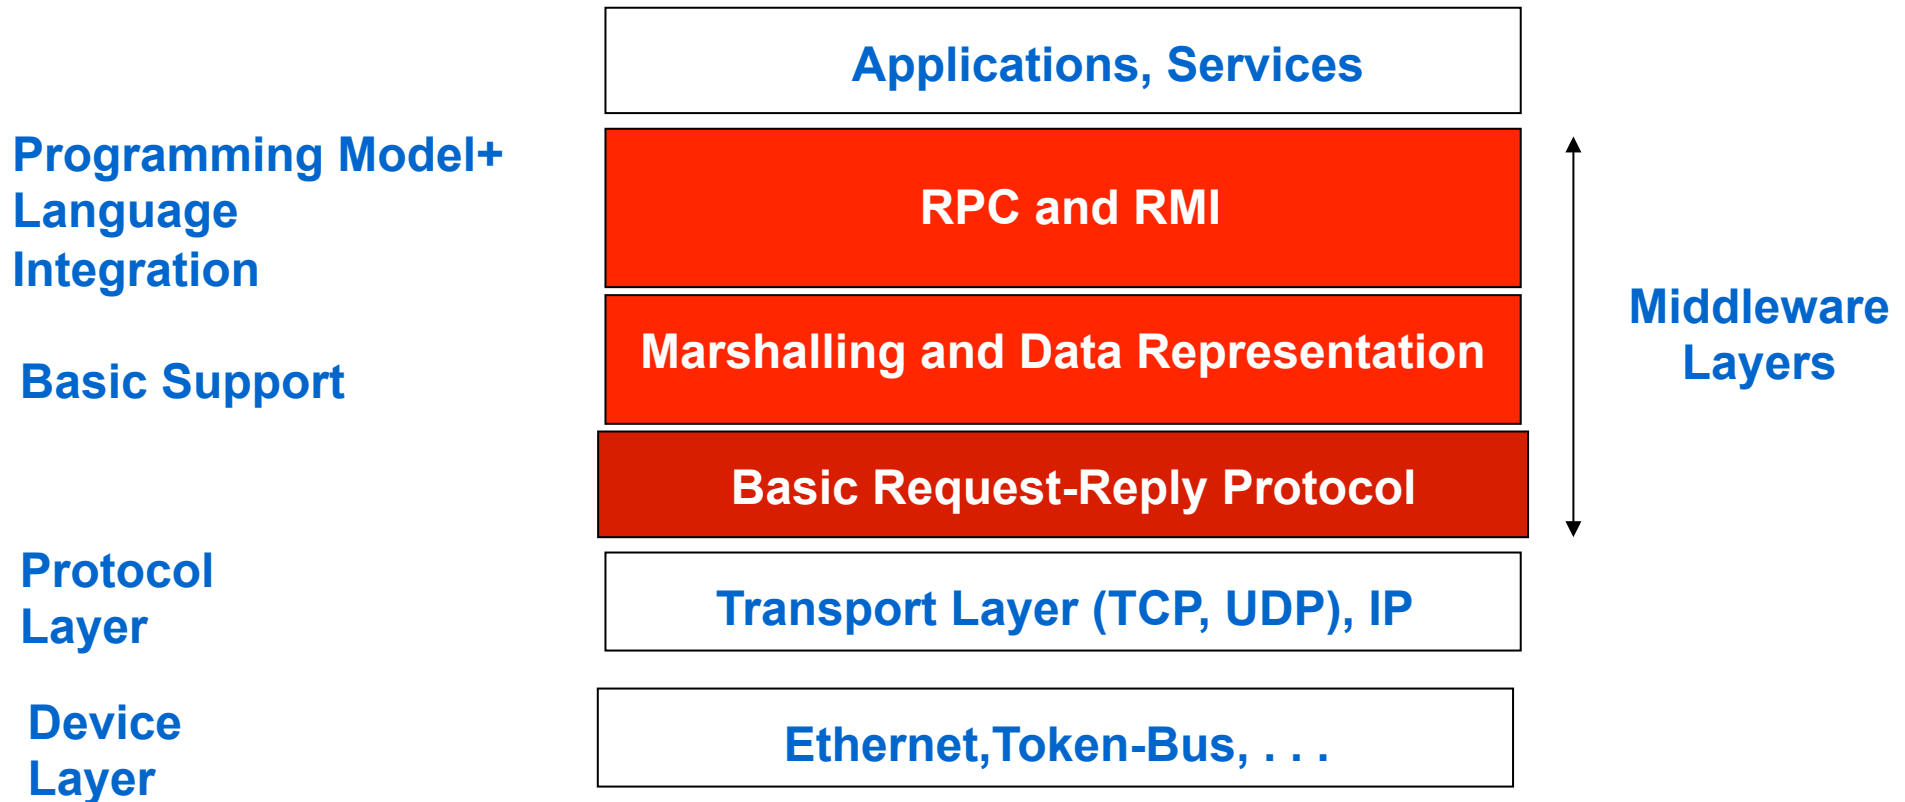 Applications, Services
Programming Model+
Language
Integration
RPC and RMI
Middleware
Layers
Marshalling and Data Representation
Basic Support
Basic Request-Reply Protocol
Protocol
Layer
Transport Layer (TCP, UDP), IP
Device
Layer
Ethernet,Token-Bus, . . .